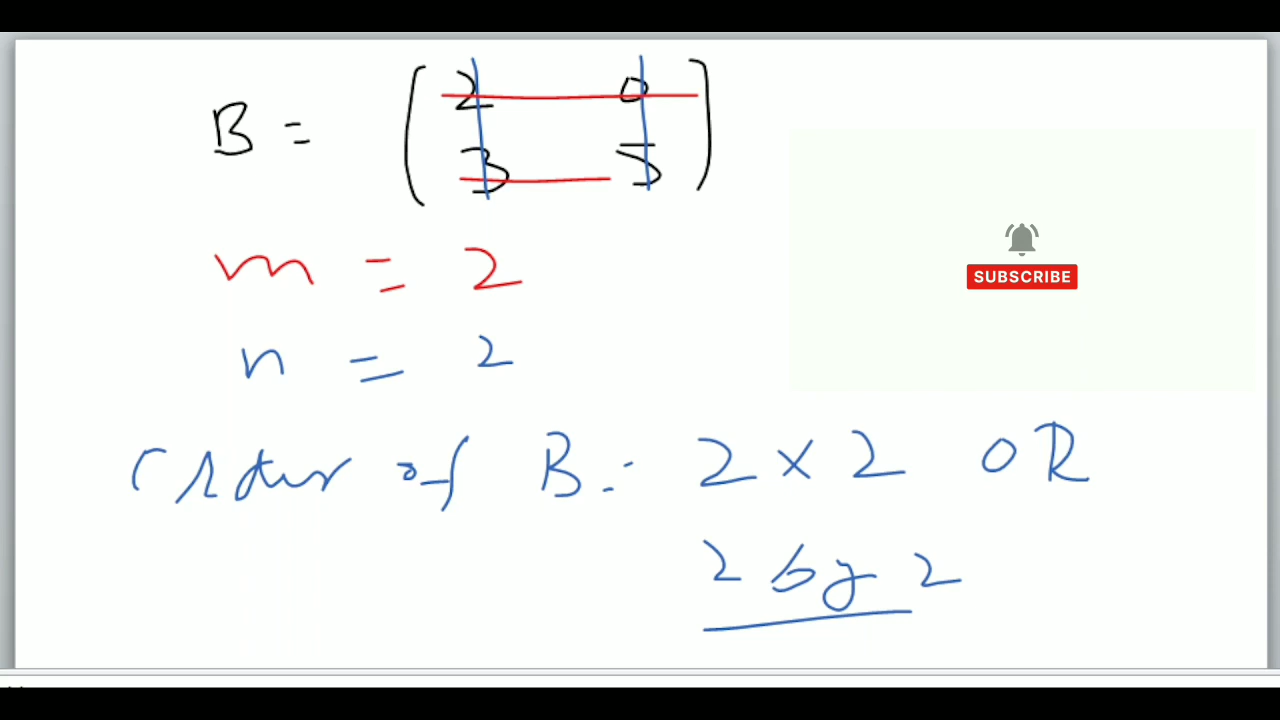 B = ( 2 0
3 5 )
SUBSCRIBE
m = 2
n = 2
Order of B = 2 × 2 OR
2 by 2